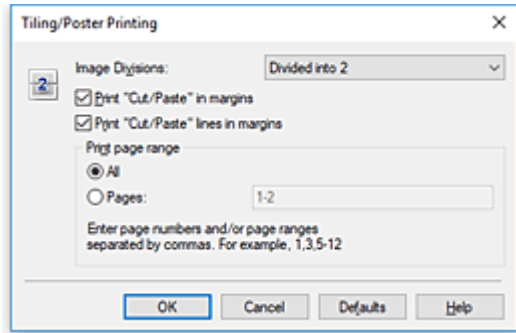 Tiling/Poster Printing
Image Divisions: Divided into 2
2
Print "Cut/Paste" in margins
Print "Cut/Paste" lines in margins
Print page range
All
Pages: 1-2
Enter page numbers and/or page ranges
separated by commas. For example, 1,3,5-12
OK Cancel Defaults Help